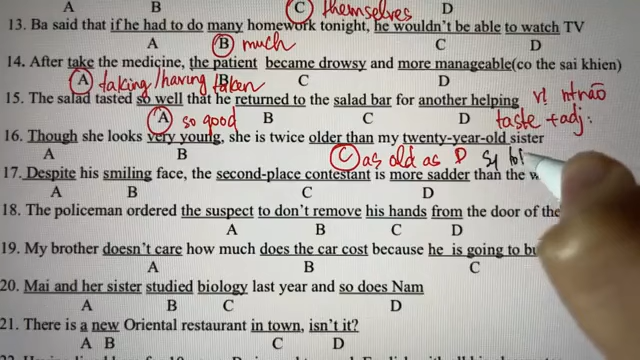 A B C themselves D
13. Ba said that if he had to do many homework tonight, he wouldn't be able to watch TV
A B much C D
14. After take the medicine, the patient became drowsy and more manageable(co the sai khien)
A taking/having taken B C D
15. The salad tasted so well that he returned to the salad bar for another helping
A so good B C D taste + adj:
16. Though she looks very young, she is twice older than my twenty-year-old sister
A B C as old as D
17. Despite his smiling face, the second-place contestant is more sadder than the
A B C D
18. The policeman ordered the suspect to don't remove his hands from the door of the
A B C D
19. My brother doesn't care how much does the car cost because he is going to
A B C
20. Mai and her sister studied biology last year and so does Nam
A B C D
21. There is a new Oriental restaurant in town, isn't it?
A B C D